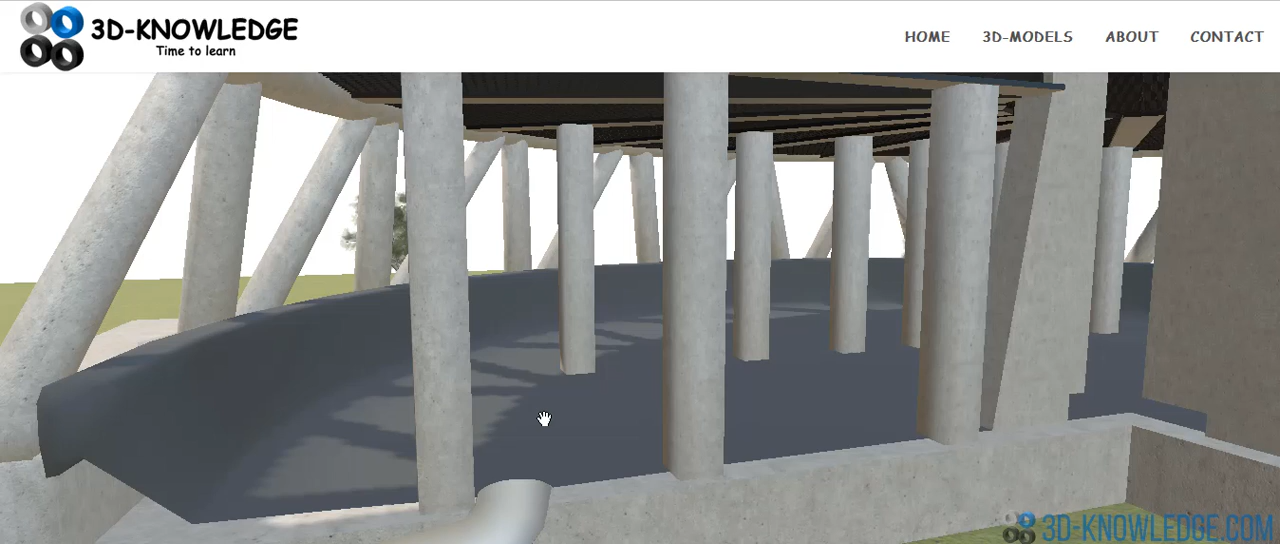 3D-KNOWLEDGE
Time to learn
HOME 3D-MODELS ABOUT CONTACT
3D-KNOWLEDGE.COM